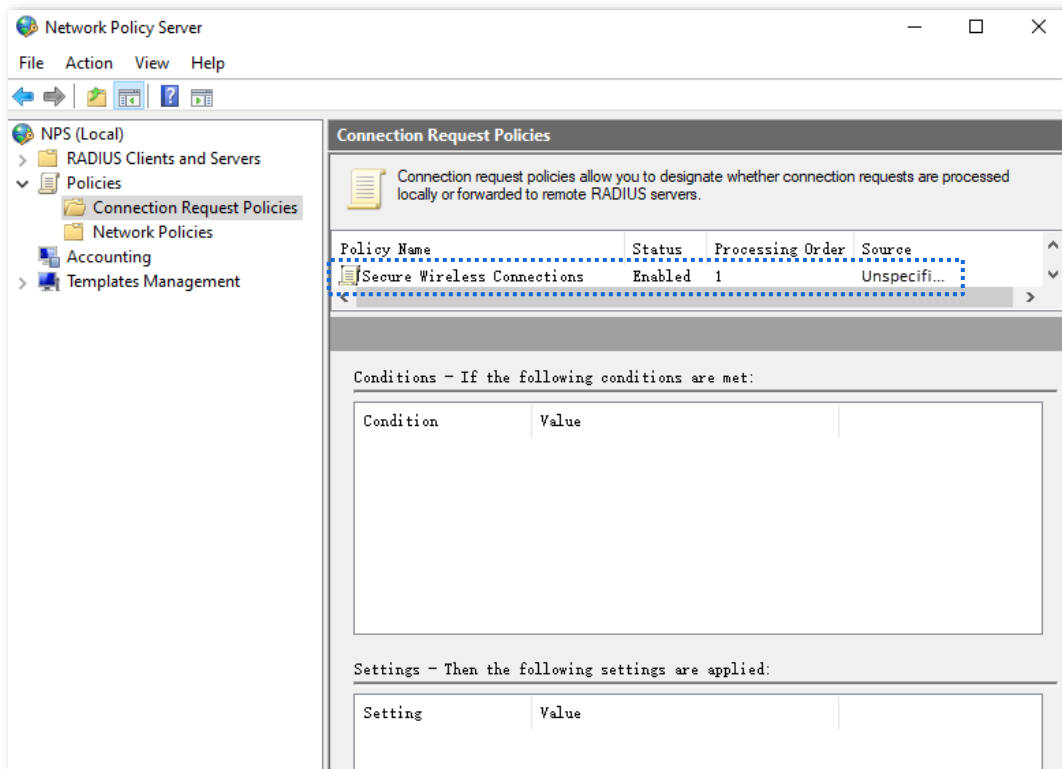 Network Policy Server
File Action View Help
NPS (Local)
RADIUS Clients and Servers
Policies
Connection Request Policies
Network Policies
Accounting
Templates Management
Connection Request Policies
Connection request policies allow you to designate whether connection requests are processed
locally or forwarded to remote RADIUS servers.
Policy Name Status Processing Order Source
Secure Wireless Connections Enabled 1 Unspecifi...
Conditions - If the following conditions are met:
Condition Value
Settings - Then the following settings are applied:
Setting Value